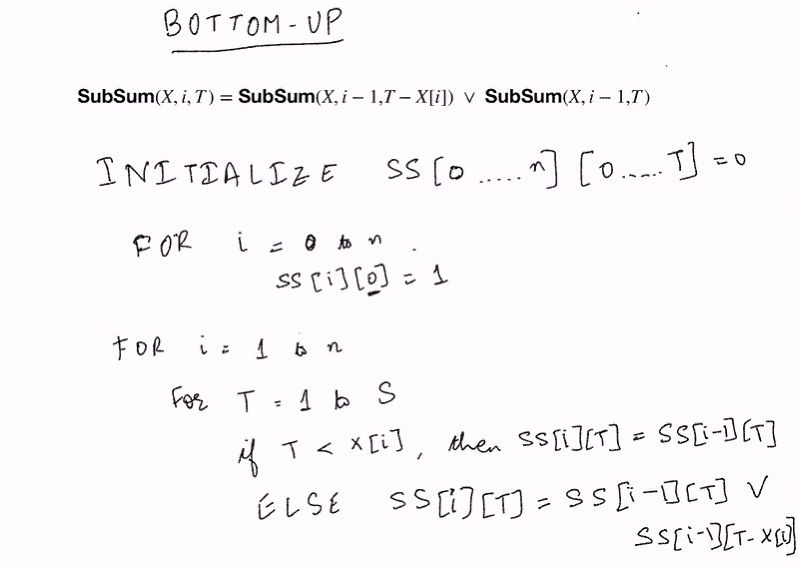 BOTTOM-UP
SubSum(X, i, T) = SubSum(X, i − 1,T − X[i]) ∨ SubSum(X, i − 1,T)
INITIALIZE SS [0 ..... n] [0 ..... T] = 0
FOR i = 0 to n .
SS [i] [0] = 1
FOR i = 1 to n
For T = 1 to S
if T < X[i], then SS[i][T] = SS[i-1][T]
ELSE SS[i][T] = SS[i-1][T] ∨
SS[i-1][T-X[i]]